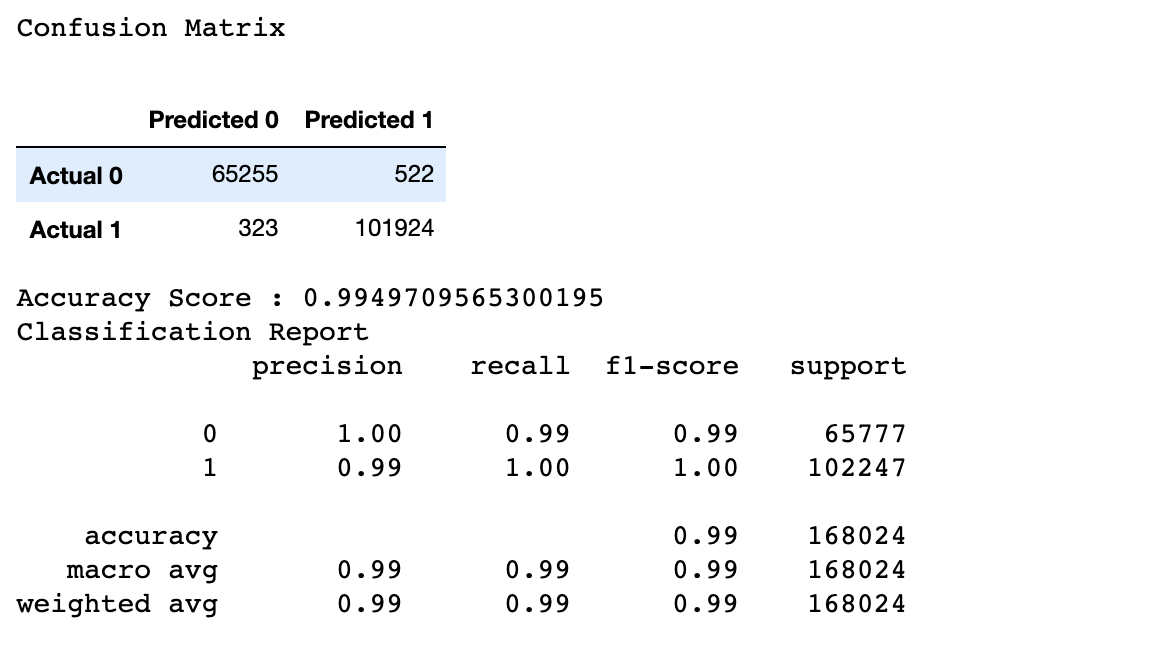 Confusion Matrix
Predicted 0 Predicted 1
Actual 0 65255 522
Actual 1 323 101924
Accuracy Score : 0.9949709565300195
Classification Report
precision recall f1-score support
0 1.00 0.99 0.99 65777
1 0.99 1.00 1.00 102247
accuracy 0.99 168024
macro avg 0.99 0.99 0.99 168024
weighted avg 0.99 0.99 0.99 168024